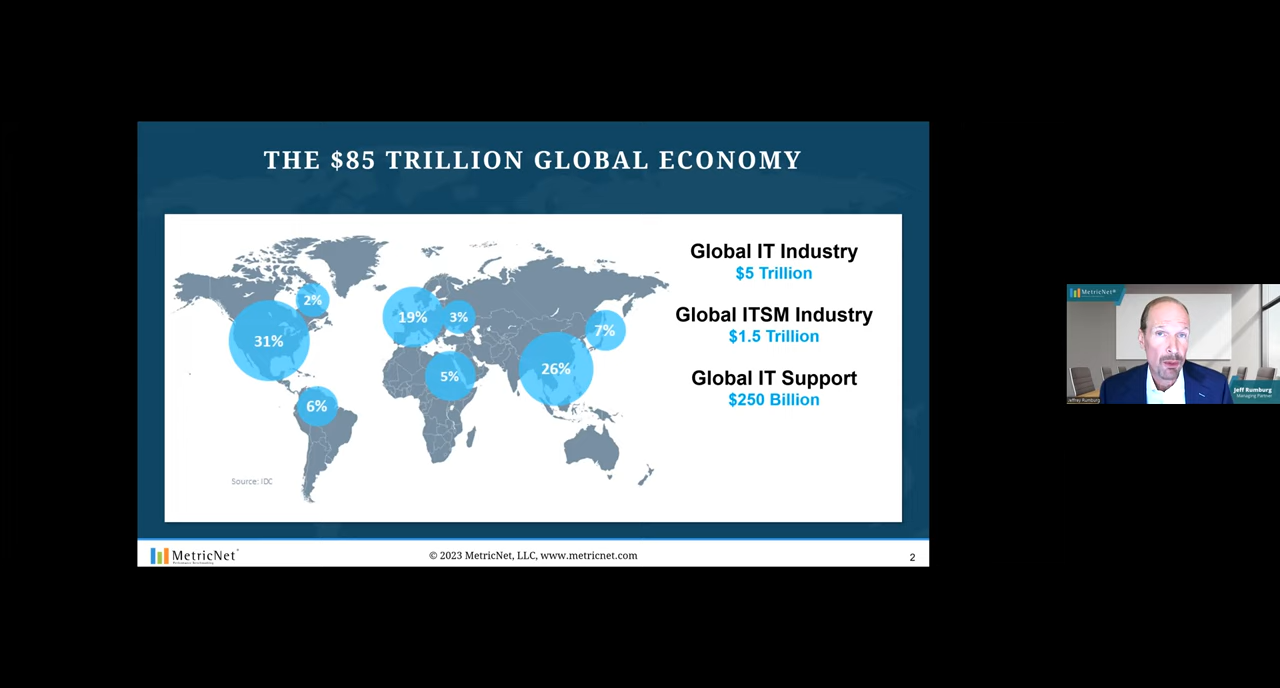 THE $85 TRILLION GLOBAL ECONOMY
2%
31%
19%
3%
7%
5%
26%
6%
Source: IDC
Global IT Industry
$5 Trillion
Global ITSM Industry
$1.5 Trillion
Global IT Support
$250 Billion
MetricNet
© 2023 MetricNet, LLC, www.metricnet.com
2
MetricNet®
Jeff Rumburg
Managing Partner
Jeffrey Rumburg